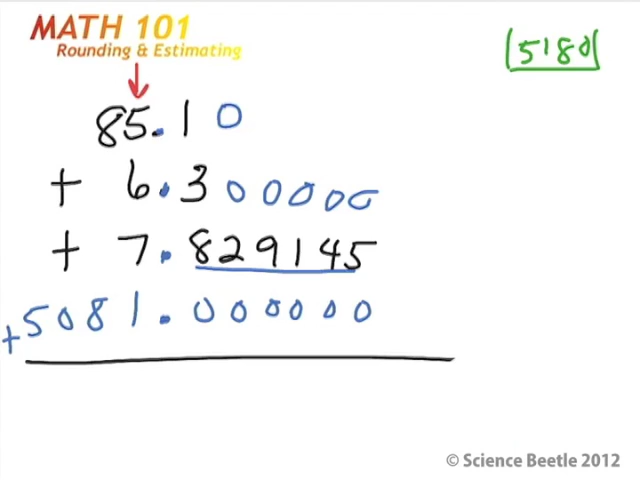 MATH 101
Rounding & Estimating
5180
85.10
+ 6.300000
+ 7.829145
+5081.000000
© Science Beetle 2012